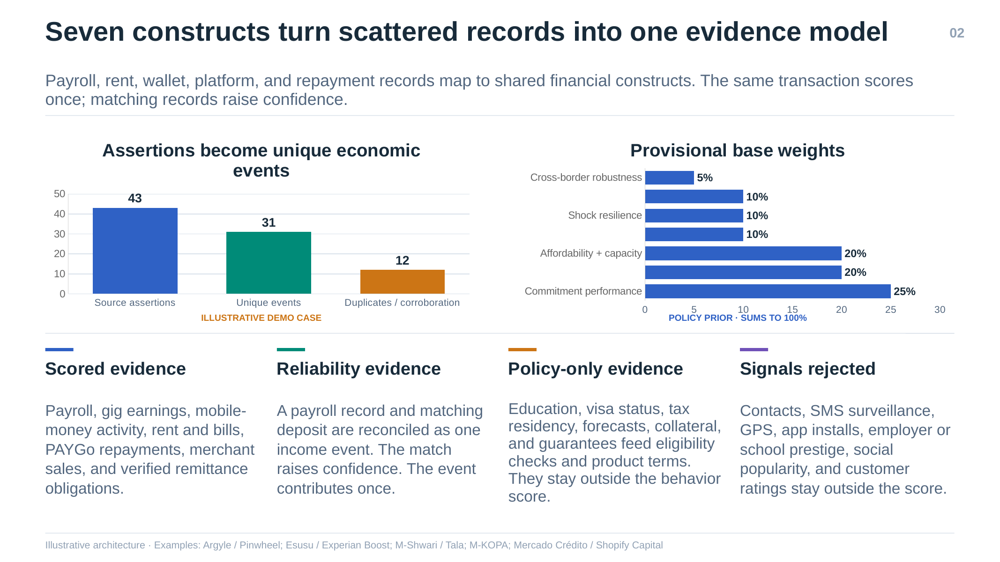 Seven constructs turn scattered records into one evidence model
02
Payroll, rent, wallet, platform, and repayment records map to shared financial constructs. The same transaction scores
once; matching records raise confidence.
Assertions become unique economic
events
50
40
30
20
10
0
43
31
12
Source assertions
Unique events
Duplicates / corroboration
ILLUSTRATIVE DEMO CASE
Provisional base weights
Cross-border robustness 5%
10%
Shock resilience 10%
10%
Affordability + capacity 20%
20%
Commitment performance 25%
0 5 10 15 20 25 30
POLICY PRIOR · SUMS TO 100%
Scored evidence
Payroll, gig earnings, mobile-
money activity, rent and bills,
PAYGo repayments, merchant
sales, and verified remittance
obligations.
Reliability evidence
A payroll record and matching
deposit are reconciled as one
income event. The match
raises confidence. The event
contributes once.
Policy-only evidence
Education, visa status, tax
residency, forecasts, collateral,
and guarantees feed eligibility
checks and product terms.
They stay outside the behavior
score.
Signals rejected
Contacts, SMS surveillance,
GPS, app installs, employer or
school prestige, social
popularity, and customer
ratings stay outside the score.
Illustrative architecture · Examples: Argyle / Pinwheel; Esusu / Experian Boost; M-Shwari / Tala; M-KOPA; Mercado Crédito / Shopify Capital